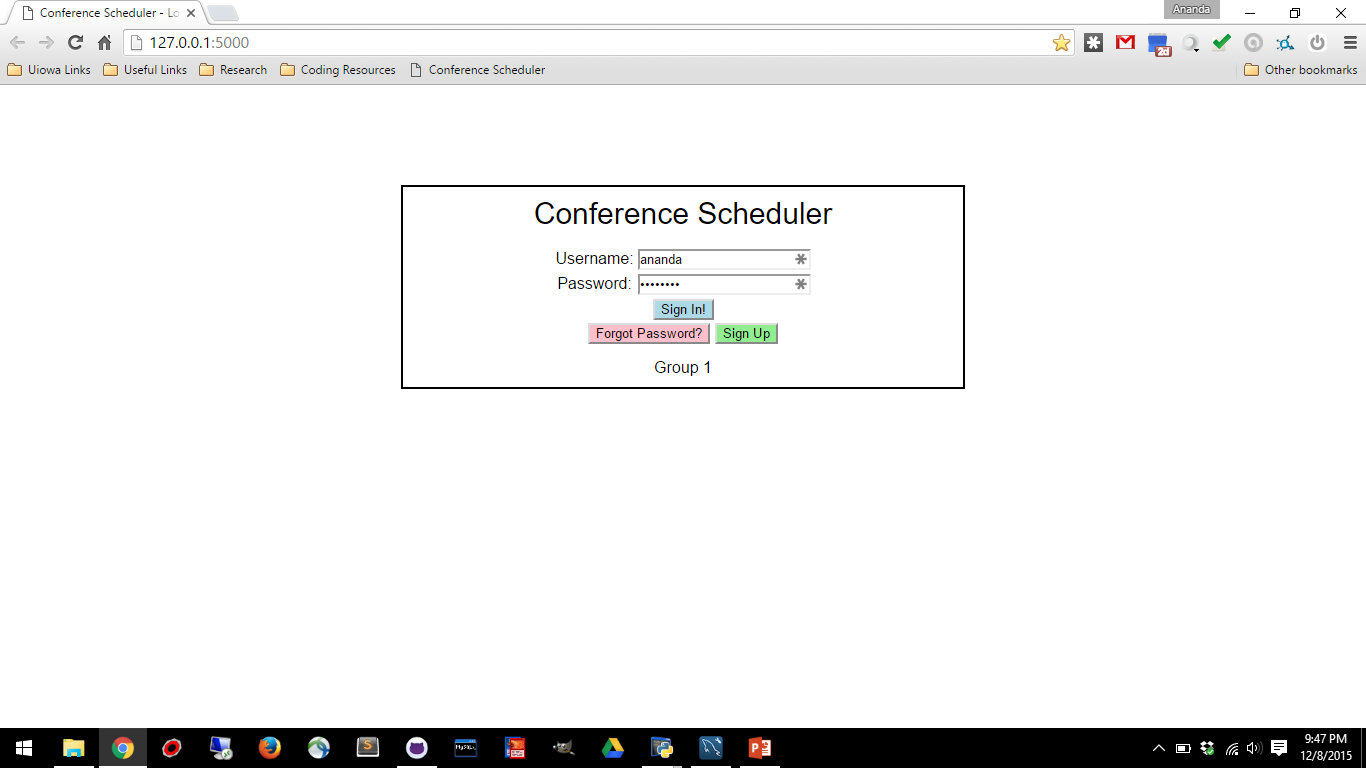 Conference Scheduler - Lo
Ananda
127.0.0.1:5000
Uiowa Links Useful Links Research Coding Resources Conference Scheduler Other bookmarks
Conference Scheduler
Username: ananda
Password: ••••••••
Sign In!
Forgot Password? Sign Up
Group 1
9:47 PM
12/8/2015